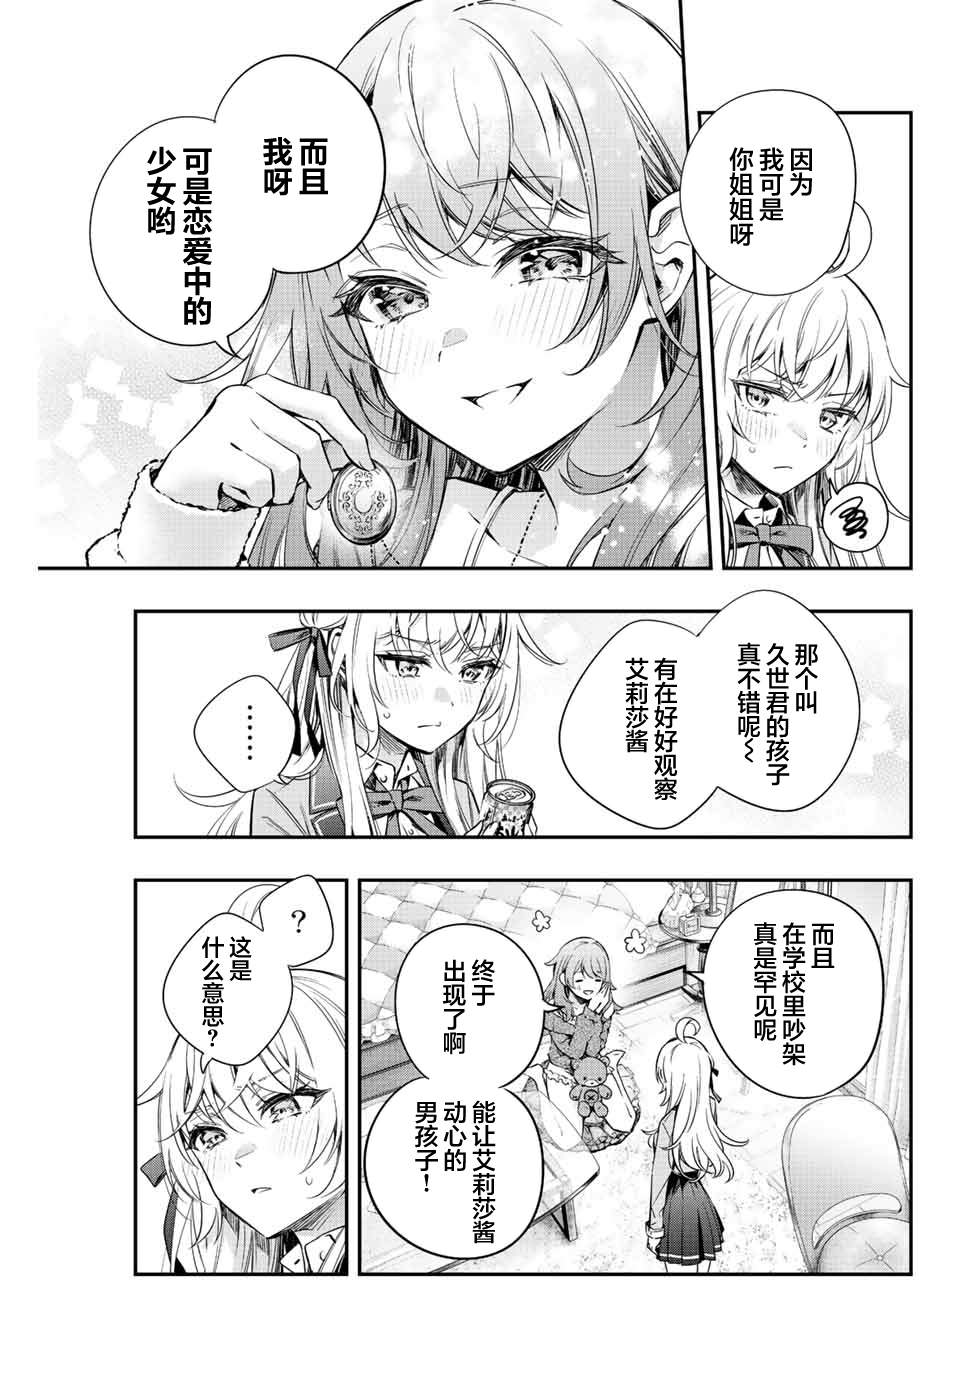 因为
我可是
你姐姐呀
而且
我呀
可是恋爱中的
少女哟
那个叫
久世君的孩子
真不错呢~
有在好好观察
艾莉莎酱
……
而且
在学校里吵架
真是罕见呢
终于
出现了啊
能让艾莉莎酱
动心的
男孩子！
？
这是
什么意思？